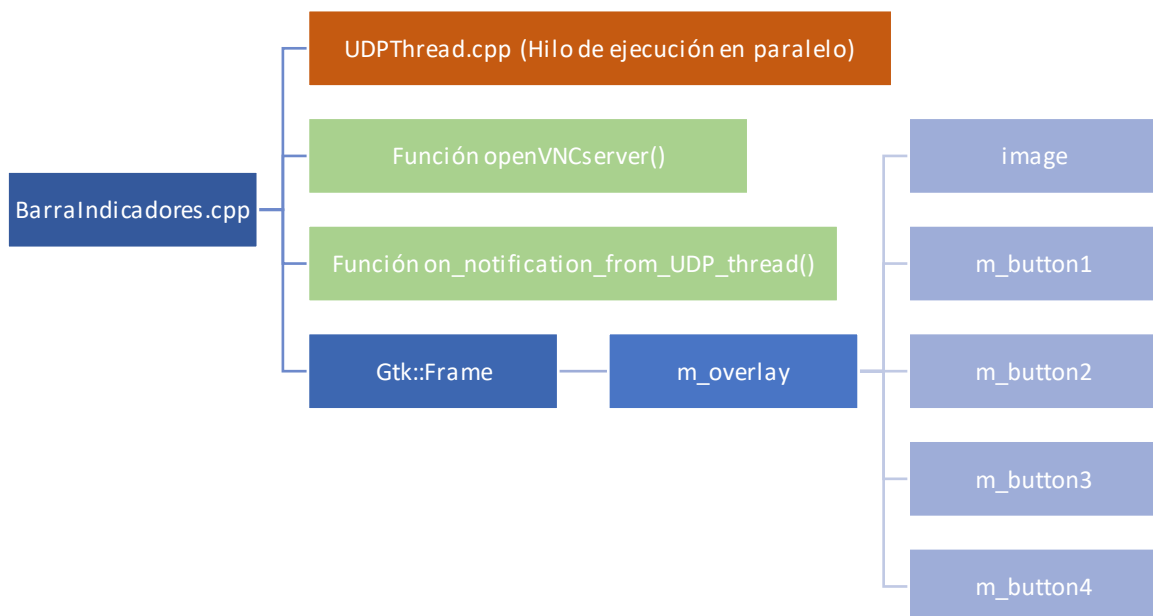 UDPThread.cpp (Hilo de ejecución en paralelo)
Función openVNCserver()
image
BarraIndicadores.cpp
m_button1
Función on_notification_from_UDP_thread()
Gtk::Frame
m_overlay
m_button2
m_button3
m_button4